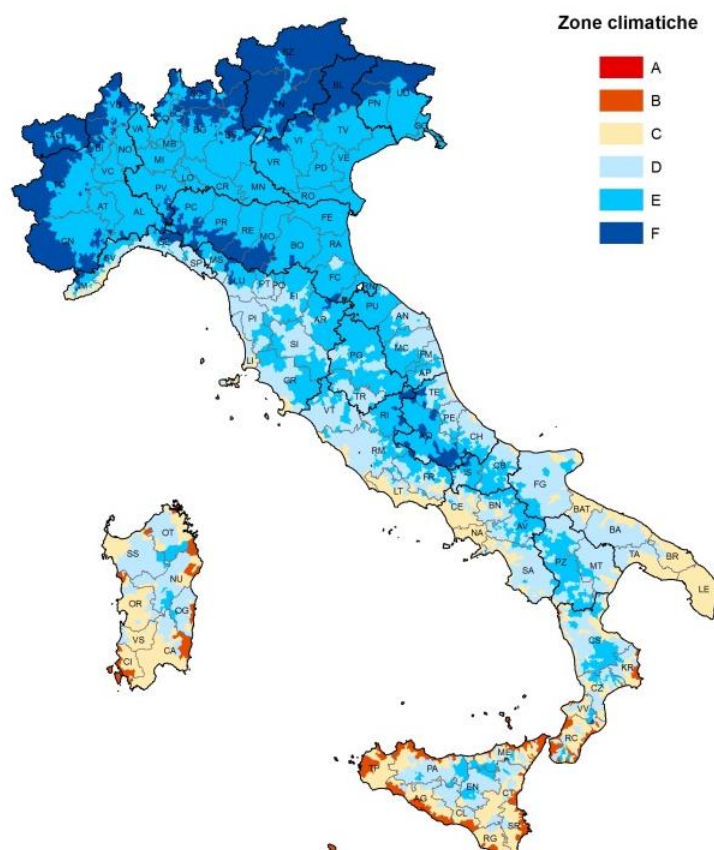 Zone climatiche
A
B
C
D
E
F
BZ
TN
BL
UD
PN
VB
VA
BI
NO
VC
MI
MB
BG
LO
PV
CR
MN
VR
VI
TV
PD
VE
RO
AT
AL
CN
PC
PR
RE
MO
BO
FE
RA
FC
RN
SP
MS
LU
PT
PO
FI
AR
PU
PI
AN
MC
FM
AP
SI
PG
LI
GR
TR
TE
VT
RI
PE
AQ
CH
RM
FR
IS
CB
LT
FG
CE
BN
BAT
NA
AV
BA
SA
PZ
MT
TA
BR
LE
OT
SS
NU
OR
OG
VS
CA
CI
CS
KR
CZ
VV
RC
ME
TP
PA
EN
AG
CL
CT
SR
RG